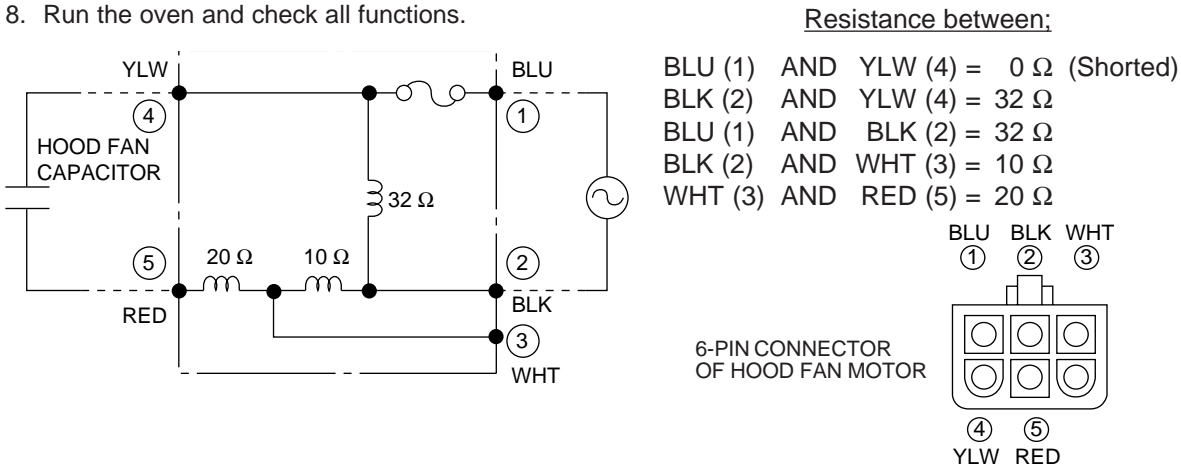 8. Run the oven and check all functions.
YLW
BLU
④
①
HOOD FAN
CAPACITOR
32 Ω
⑤
20 Ω
10 Ω
②
RED
BLK
③
WHT
Resistance between;
BLU (1) AND YLW (4) = 0 Ω (Shorted)
BLK (2) AND YLW (4) = 32 Ω
BLU (1) AND BLK (2) = 32 Ω
BLK (2) AND WHT (3) = 10 Ω
WHT (3) AND RED (5) = 20 Ω
BLU BLK WHT
① ② ③
6-PIN CONNECTOR
OF HOOD FAN MOTOR
④ ⑤
YLW RED